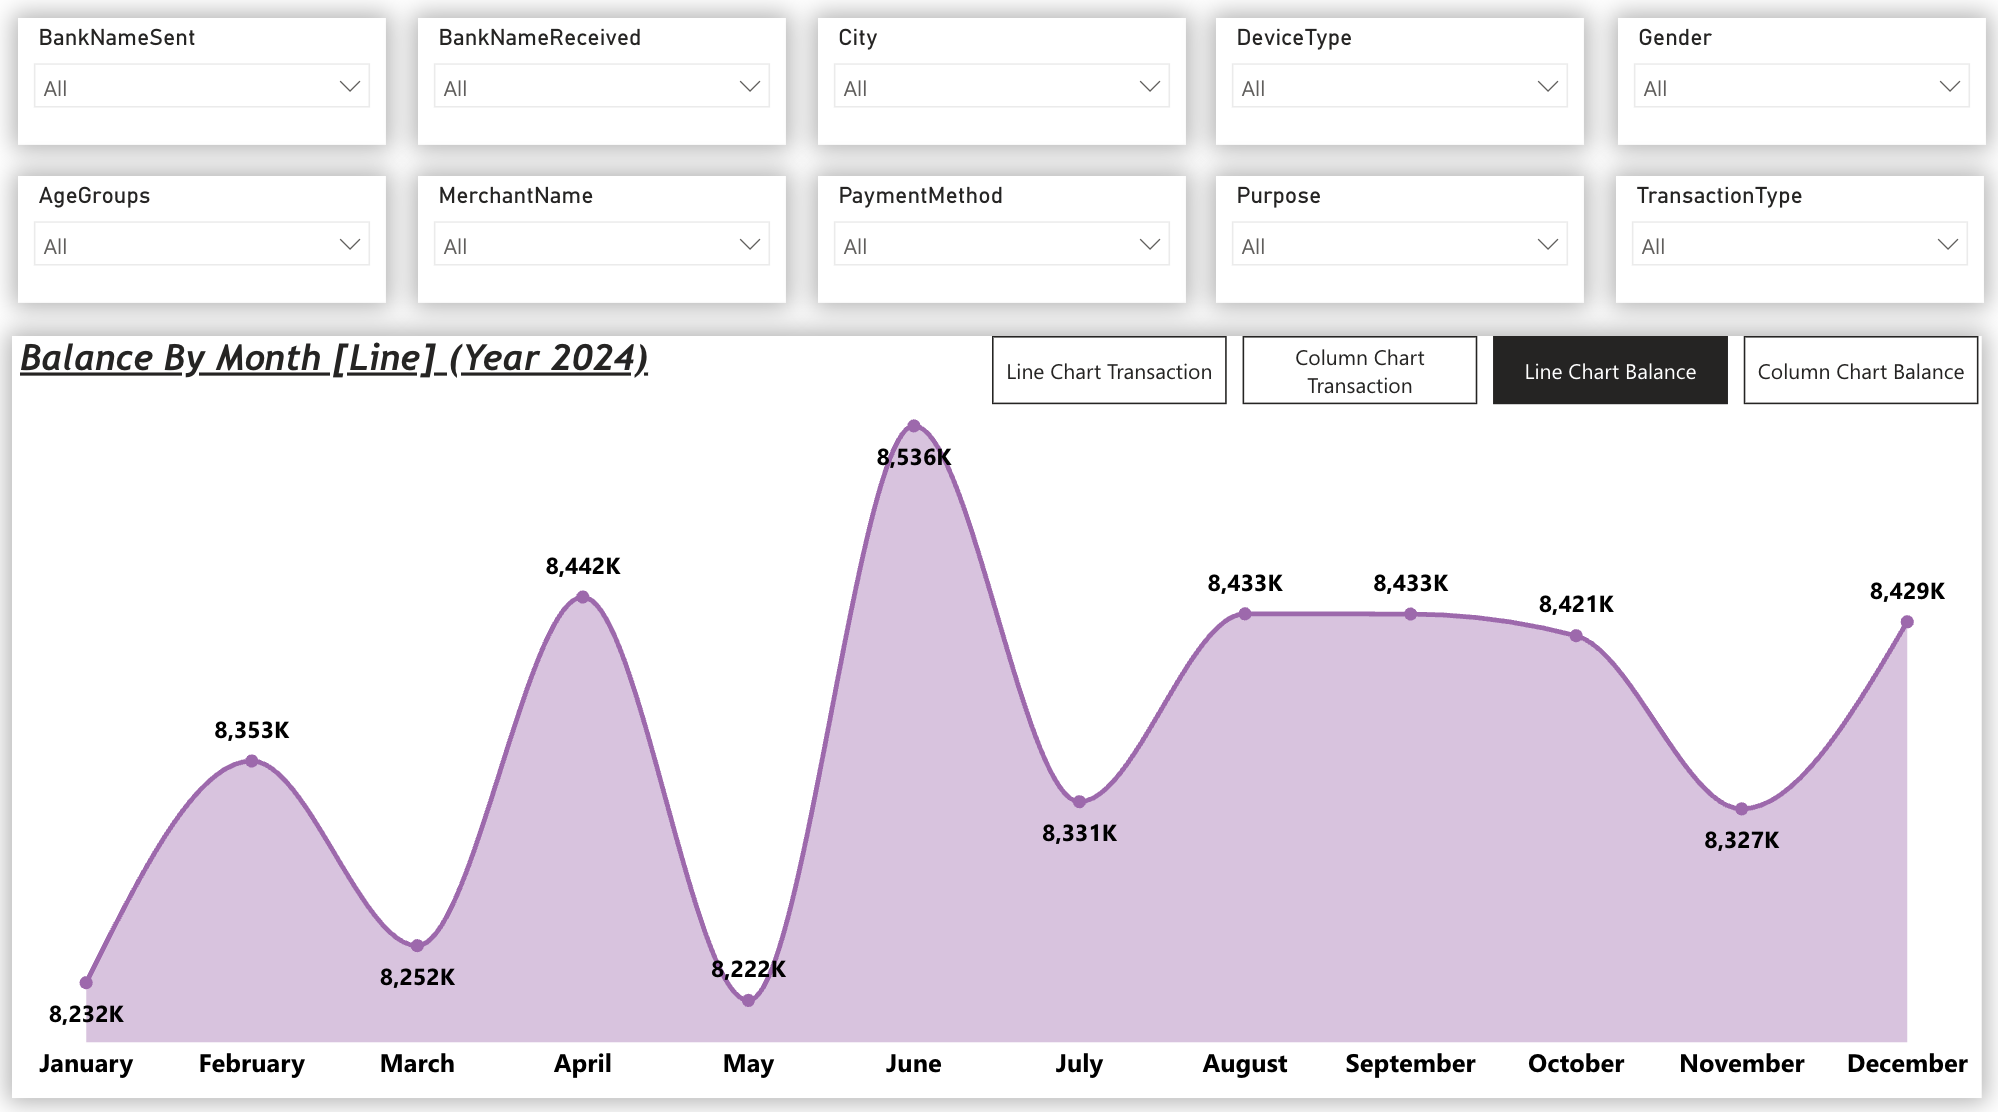 BankNameSent
All
BankNameReceived
All
City
All
DeviceType
All
Gender
All
AgeGroups
All
MerchantName
All
PaymentMethod
All
Purpose
All
TransactionType
All
Balance By Month [Line] (Year 2024)
Line Chart Transaction
Column Chart
Transaction
Line Chart Balance
Column Chart Balance
8,232K
8,353K
8,252K
8,442K
8,222K
8,536K
8,331K
8,433K
8,433K
8,421K
8,327K
8,429K
January
February
March
April
May
June
July
August
September
October
November
December